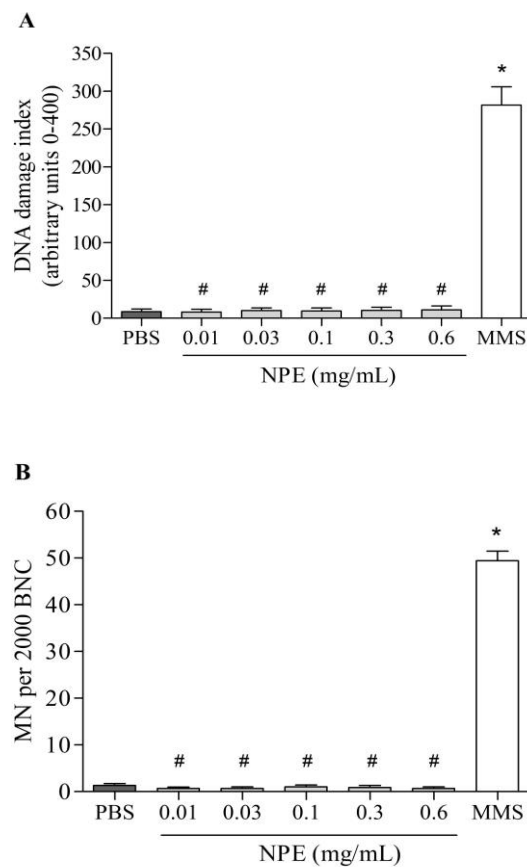 A
DNA damage index
(arbitrary units 0-400)
350
300
250
200
150
100
50
0
*
# # # # #
PBS 0.01 0.03 0.1 0.3 0.6 MMS
NPE (mg/mL)
B
MN per 2000 BNC
60
50
40
30
20
10
0
*
# # # # #
PBS 0.01 0.03 0.1 0.3 0.6 MMS
NPE (mg/mL)